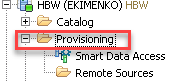 HBW (EKIMENKO) HBW
Catalog
Provisioning
Smart Data Access
Remote Sources